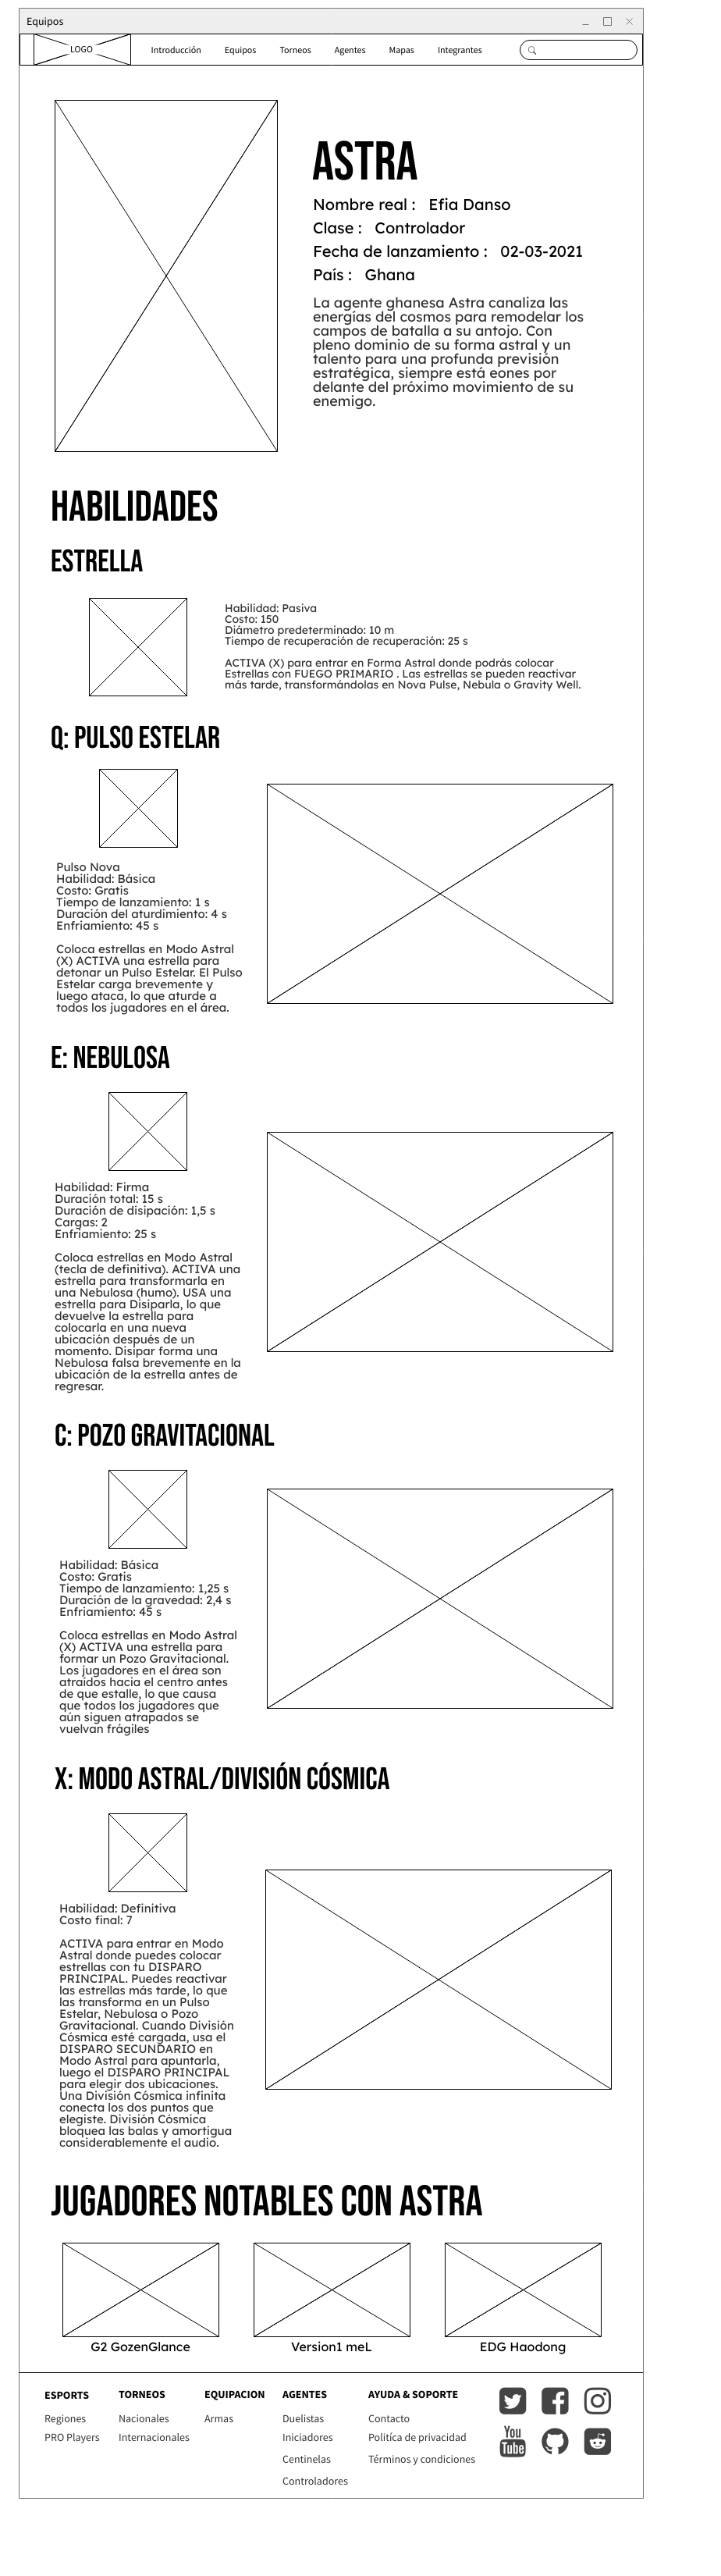 Equipos
LOGO
Introducción
Equipos
Torneos
Agentes
Mapas
Integrantes
ASTRA
Nombre real : Efia Danso
Clase : Controlador
Fecha de lanzamiento : 02-03-2021
País : Ghana
La agente ghanesa Astra canaliza las
energías del cosmos para remodelar los
campos de batalla a su antojo. Con
pleno dominio de su forma astral y un
talento para una profunda previsión
estratégica, siempre está eones por
delante del próximo movimiento de su
enemigo.
HABILIDADES
ESTRELLA
Habilidad: Pasiva
Costo: 150
Diámetro predeterminado: 10 m
Tiempo de recuperación de recuperación: 25 s
ACTIVA (X) para entrar en Forma Astral donde podrás colocar
Estrellas con FUEGO PRIMARIO . Las estrellas se pueden reactivar
más tarde, transformándolas en Nova Pulse, Nebula o Gravity Well.
Q: PULSO ESTELAR
Pulso Nova
Habilidad: Básica
Costo: Gratis
Tiempo de lanzamiento: 1 s
Duración del aturdimiento: 4 s
Enfriamiento: 45 s
Coloca estrellas en Modo Astral
(X) ACTIVA una estrella para
detonar un Pulso Estelar. El Pulso
Estelar carga brevemente y
luego ataca, lo que aturde a
todos los jugadores en el área.
E: NEBULOSA
Habilidad: Firma
Duración total: 15 s
Duración de disipación: 1,5 s
Cargas: 2
Enfriamiento: 25 s
Coloca estrellas en Modo Astral
(tecla de definitiva). ACTIVA una
estrella para transformarla en
una Nebulosa (humo). USA una
estrella para Disiparla, lo que
devuelve la estrella para
colocarla en una nueva
ubicación después de un
momento. Disipar forma una
Nebulosa falsa brevemente en la
ubicación de la estrella antes de
regresar.
C: POZO GRAVITACIONAL
Habilidad: Básica
Costo: Gratis
Tiempo de lanzamiento: 1,25 s
Duración de la gravedad: 2,4 s
Enfriamiento: 45 s
Coloca estrellas en Modo Astral
(X) ACTIVA una estrella para
formar un Pozo Gravitacional.
Los jugadores en el área son
atraídos hacia el centro antes
de que estalle, lo que causa
que todos los jugadores que
aún siguen atrapados se
vuelvan frágiles
X: MODO ASTRAL/DIVISIÓN CÓSMICA
Habilidad: Definitiva
Costo final: 7
ACTIVA para entrar en Modo
Astral donde puedes colocar
estrellas con tu DISPARO
PRINCIPAL. Puedes reactivar
las estrellas más tarde, lo que
las transforma en un Pulso
Estelar, Nebulosa o Pozo
Gravitacional. Cuando División
Cósmica esté cargada, usa el
DISPARO SECUNDARIO en
Modo Astral para apuntarla,
luego el DISPARO PRINCIPAL
para elegir dos ubicaciones.
Una División Cósmica infinita
conecta los dos puntos que
elegiste. División Cósmica
bloquea las balas y amortigua
considerablemente el audio.
JUGADORES NOTABLES CON ASTRA
G2 GozenGlance
Version1 meL
EDG Haodong
ESPORTS
Regiones
PRO Players
TORNEOS
Nacionales
Internacionales
EQUIPACION
Armas
AGENTES
Duelistas
Iniciadores
Centinelas
Controladores
AYUDA & SOPORTE
Contacto
Politíca de privacidad
Términos y condiciones
You
Tube